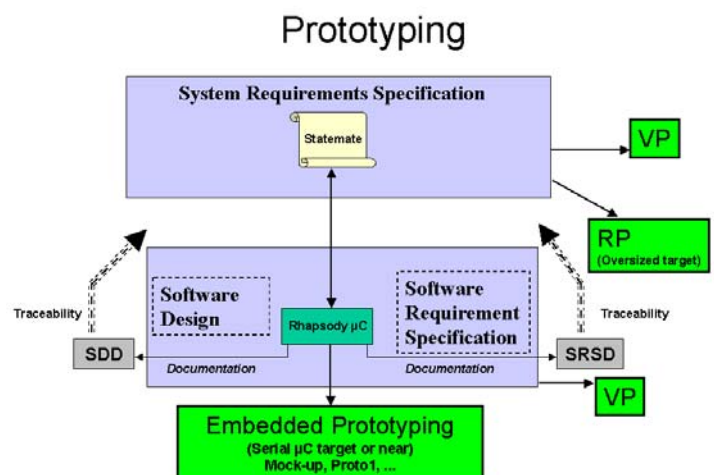 Prototyping
System Requirements Specification
Statemate
VP
RP
(Oversized target)
Software
Design
Software
Requirement
Specification
Traceability
Traceability
Rhapsody µC
SDD
SRSD
Documentation
Documentation
VP
Embedded Prototyping
(Serial µC target or near)
Mock-up, Proto1, ...